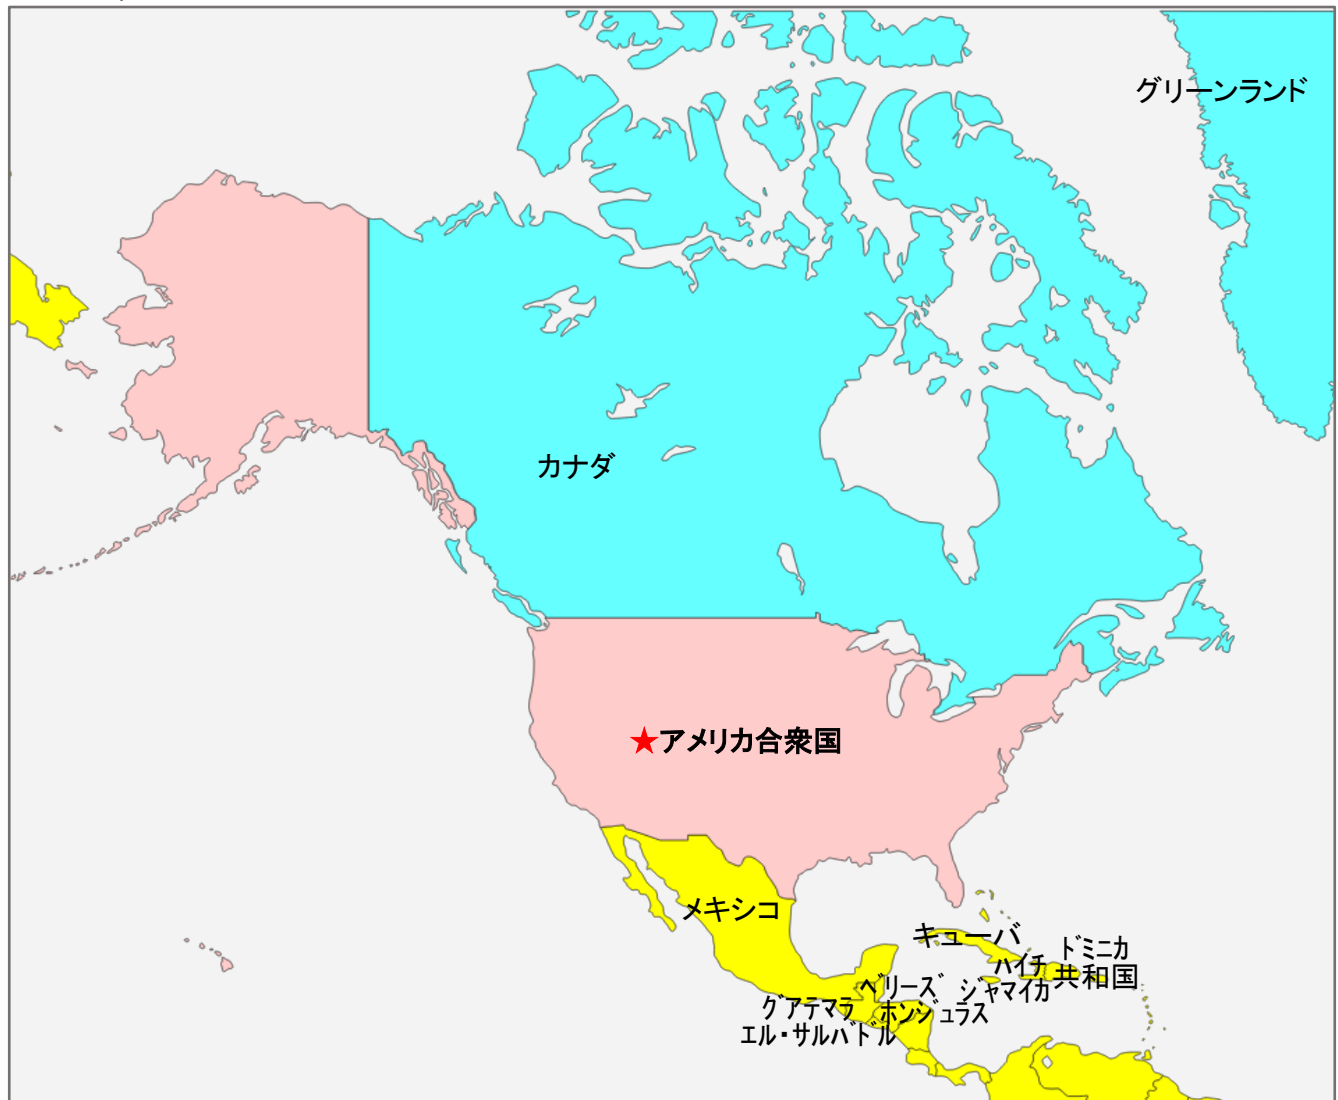 グリーンランド
カナダ
★アメリカ合衆国
メキシコ
キューバ
ドミニカ
共和国
ハイチ
ベリーズ
ジャマイカ
グアテマラ
ホンジュラス
エル・サルバドル